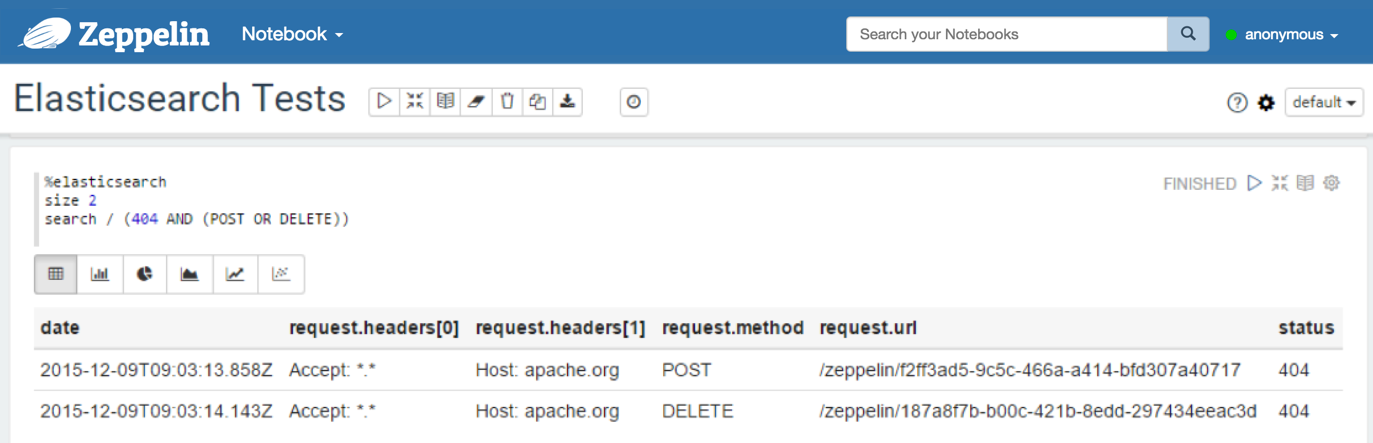 Zeppelin Notebook Search your Notebooks anonymous
Elasticsearch Tests default
%elasticsearch FINISHED
size 2
search / (404 AND (POST OR DELETE))
date request.headers[0] request.headers[1] request.method request.url status
2015-12-09T09:03:13.858Z Accept: *.* Host: apache.org POST /zeppelin/f2ff3ad5-9c5c-466a-a414-bfd307a40717 404
2015-12-09T09:03:14.143Z Accept: *.* Host: apache.org DELETE /zeppelin/187a8f7b-b00c-421b-8edd-297434eeac3d 404